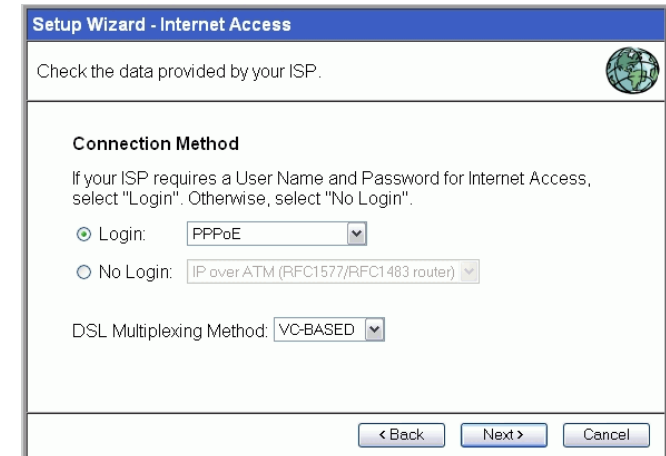 Setup Wizard - Internet Access
Check the data provided by your ISP.
Connection Method
If your ISP requires a User Name and Password for Internet Access,
select "Login". Otherwise, select "No Login".
Login: PPPoE
No Login: IP over ATM (RFC1577/RFC1483 router)
DSL Multiplexing Method: VC-BASED
< Back Next > Cancel